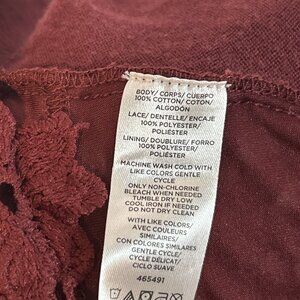 BODY/ CORPS/ CUERPO
100% COTTON/ COTON/
ALGODÓN
LACE/ DENTELLE/ ENCAJE
100% POLYESTER/
POLIÉSTER
LINING/ DOUBLURE/ FORRO
100% POLYESTER/
POLIÉSTER
MACHINE WASH COLD WITH
LIKE COLORS GENTLE
CYCLE
ONLY NON-CHLORINE
BLEACH WHEN NEEDED
TUMBLE DRY LOW
COOL IRON IF NEEDED
DO NOT DRY CLEAN
WITH LIKE COLORS/
AVEC COULEURS
SIMILAIRES/
CON COLORES SIMILARES
GENTLE CYCLE/
CYCLE DÉLICAT/
CICLO SUAVE
465491